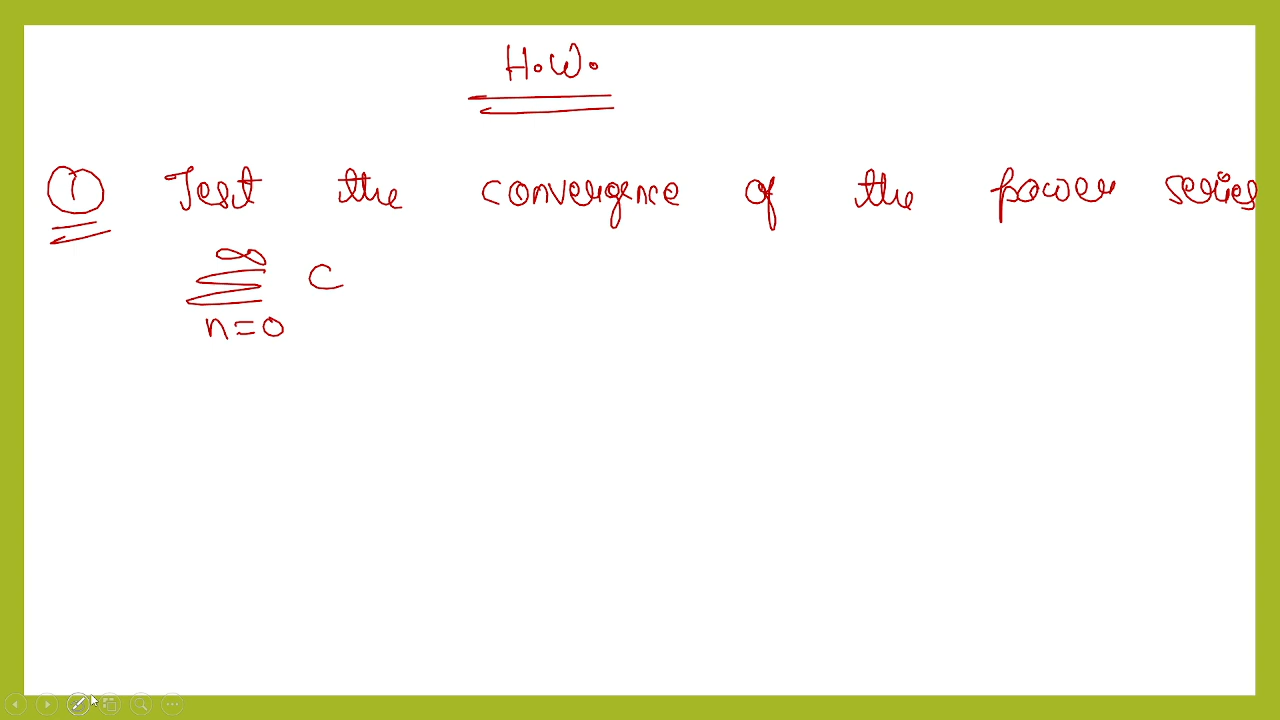 H.W.
① Test the convergence of the power series
∞
Σ C
n=0